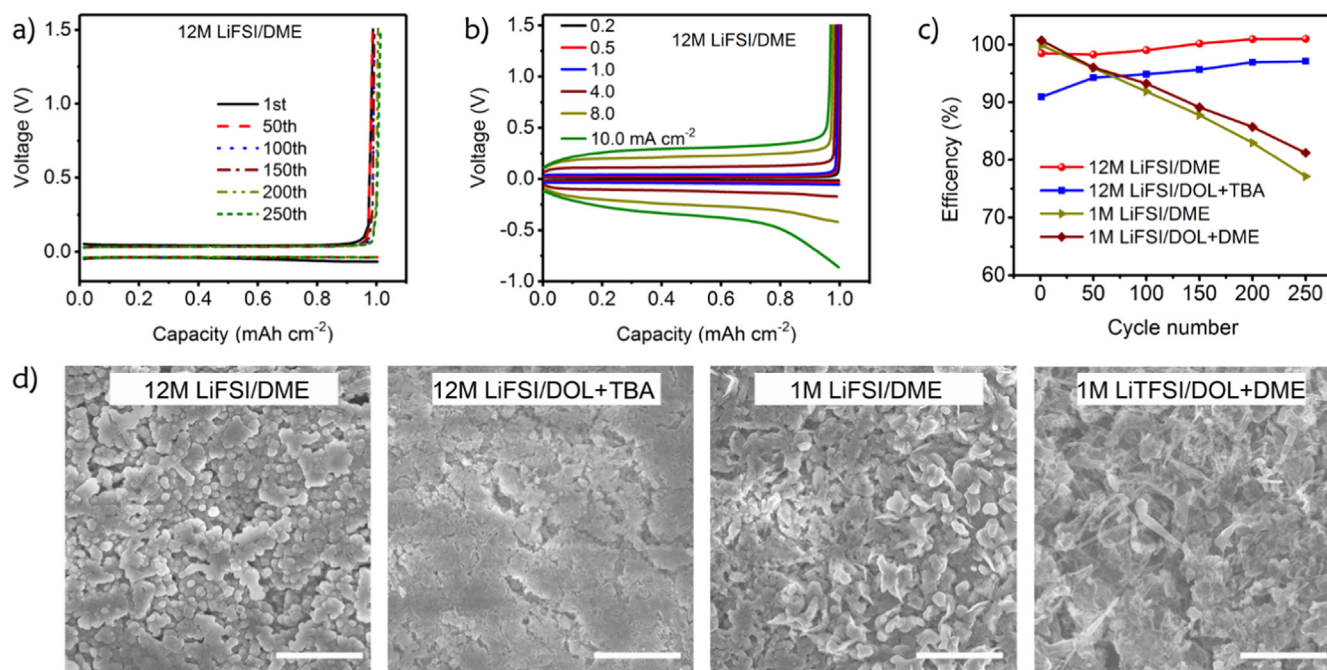 a)
12M LiFSI/DME
1st
50th
100th
150th
200th
250th
Voltage (V)
1.5
1.0
0.5
0.0
0.0 0.2 0.4 0.6 0.8 1.0
Capacity (mAh cm-2)
b)
12M LiFSI/DME
0.2
0.5
1.0
4.0
8.0
10.0 mA cm-2
Voltage (V)
1.5
1.0
0.5
0.0
-0.5
-1.0
0.0 0.2 0.4 0.6 0.8 1.0
Capacity (mAh cm-2)
c)
Efficency (%)
100
90
80
70
60
12M LiFSI/DME
12M LiFSI/DOL+TBA
1M LiFSI/DME
1M LiFSI/DOL+DME
0 50 100 150 200 250
Cycle number
d)
12M LiFSI/DME
12M LiFSI/DOL+TBA
1M LiFSI/DME
1M LiTFSI/DOL+DME